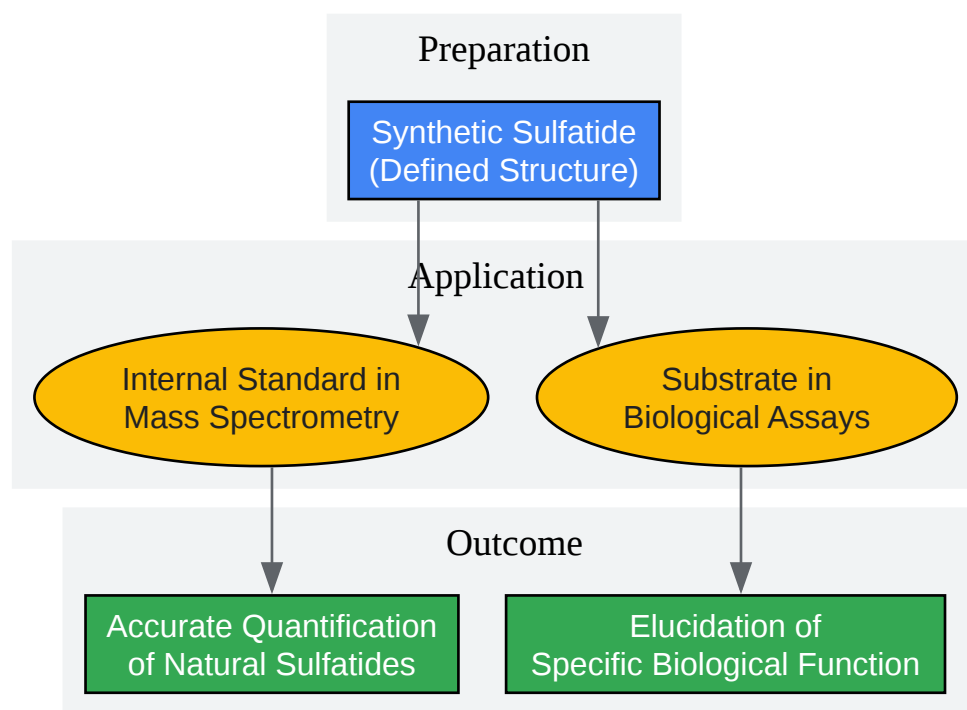 Preparation
Synthetic Sulfatide
(Defined Structure)
Application
Internal Standard in
Mass Spectrometry
Substrate in
Biological Assays
Outcome
Accurate Quantification
of Natural Sulfatides
Elucidation of
Specific Biological Function